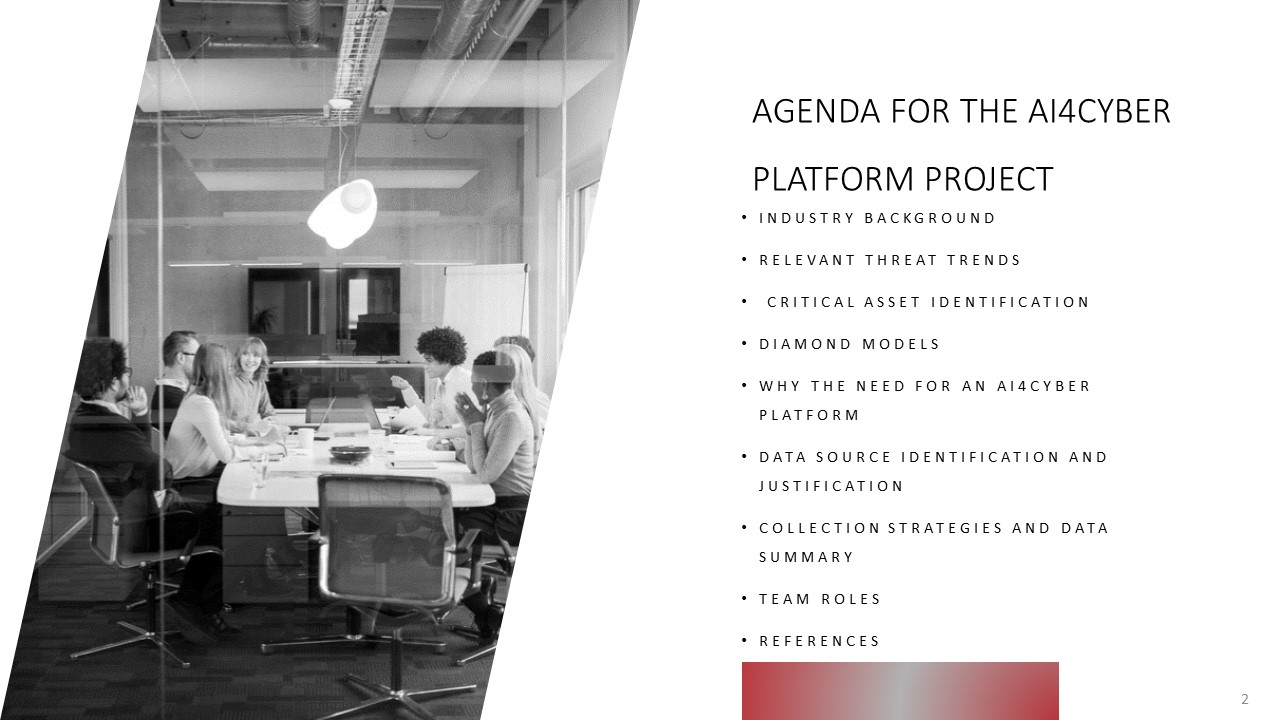 AGENDA FOR THE AI4CYBER
PLATFORM PROJECT
• INDUSTRY BACKGROUND
• RELEVANT THREAT TRENDS
• CRITICAL ASSET IDENTIFICATION
• DIAMOND MODELS
• WHY THE NEED FOR AN AI4CYBER
PLATFORM
• DATA SOURCE IDENTIFICATION AND
JUSTIFICATION
• COLLECTION STRATEGIES AND DATA
SUMMARY
• TEAM ROLES
• REFERENCES
2